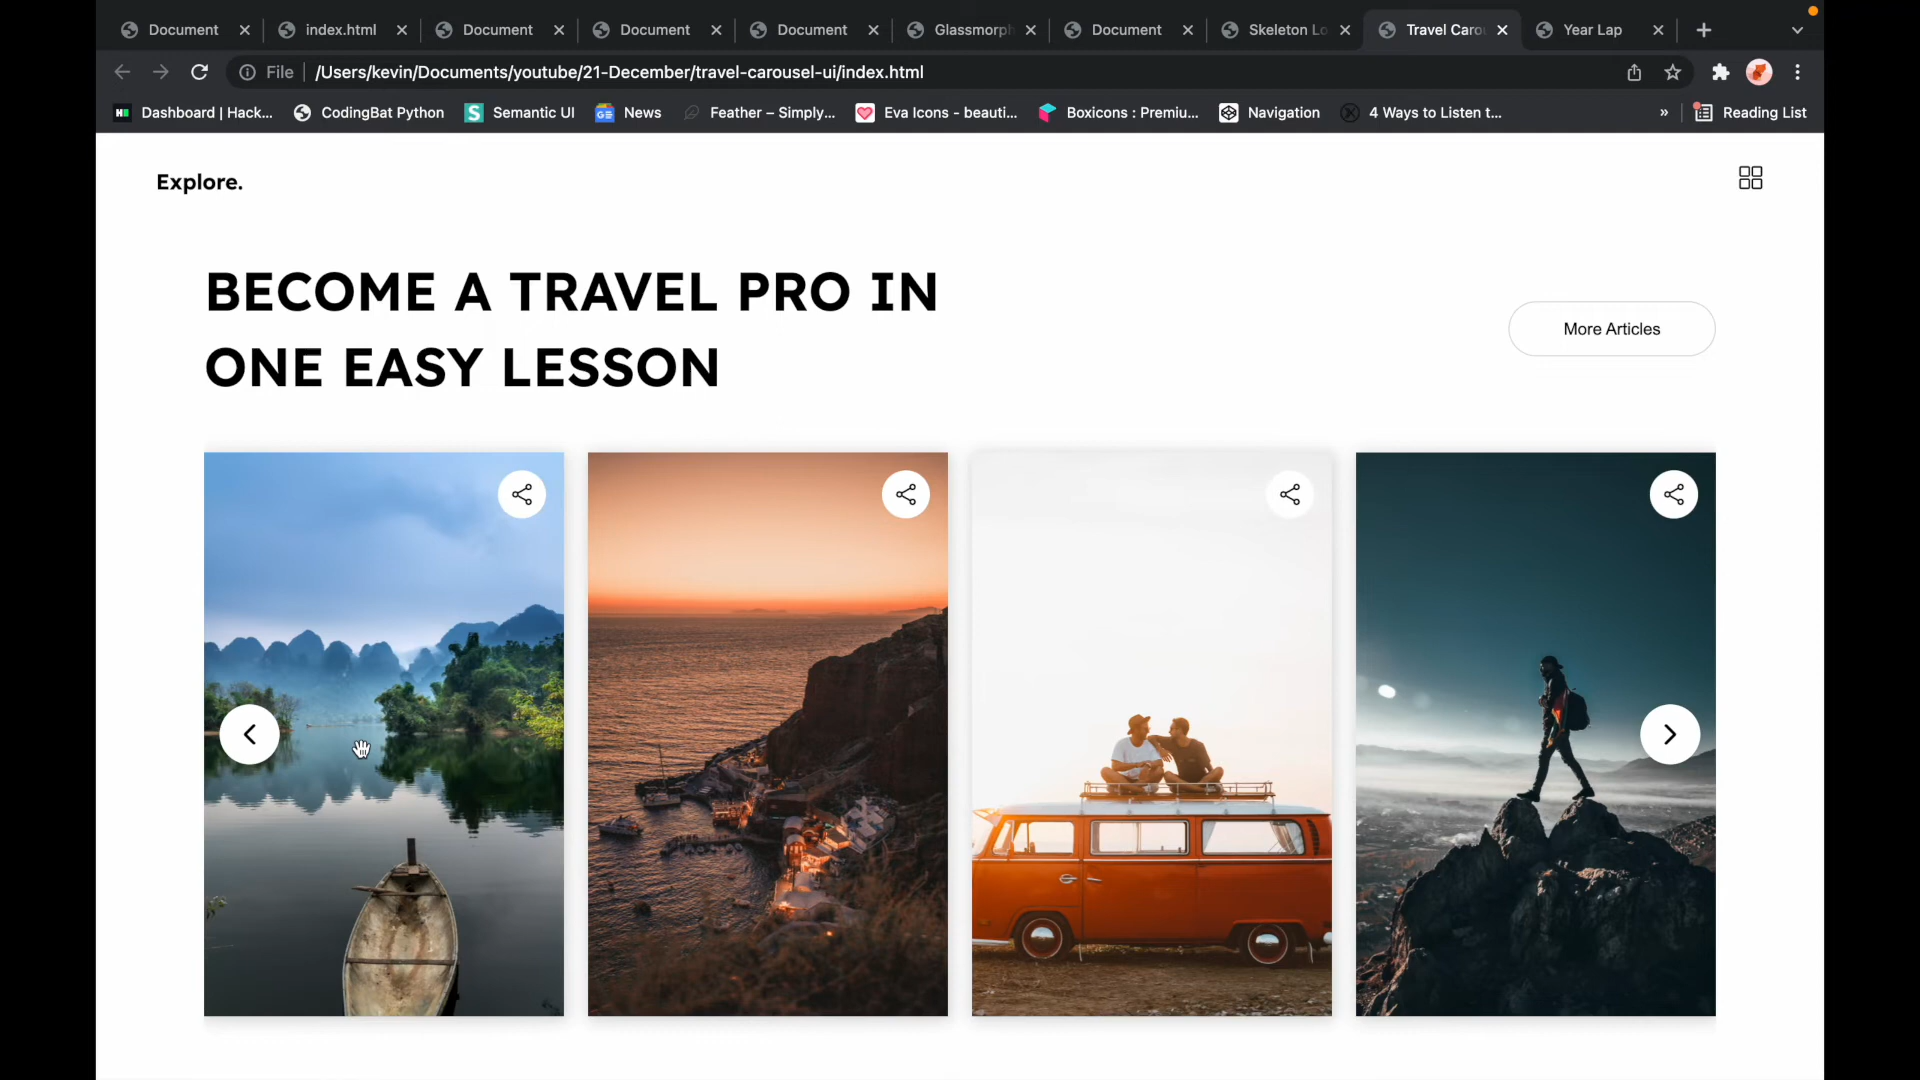 Document
index.html
Document
Document
Document
Glassmorph
Document
Skeleton Lo
Travel Carou
Year Lap
File
/Users/kevin/Documents/youtube/21-December/travel-carousel-ui/index.html
Dashboard | Hack...
CodingBat Python
Semantic UI
News
Feather – Simply...
Eva Icons - beauti...
Boxicons : Premiu...
Navigation
4 Ways to Listen t...
»
Reading List
Explore.
BECOME A TRAVEL PRO IN
ONE EASY LESSON
More Articles